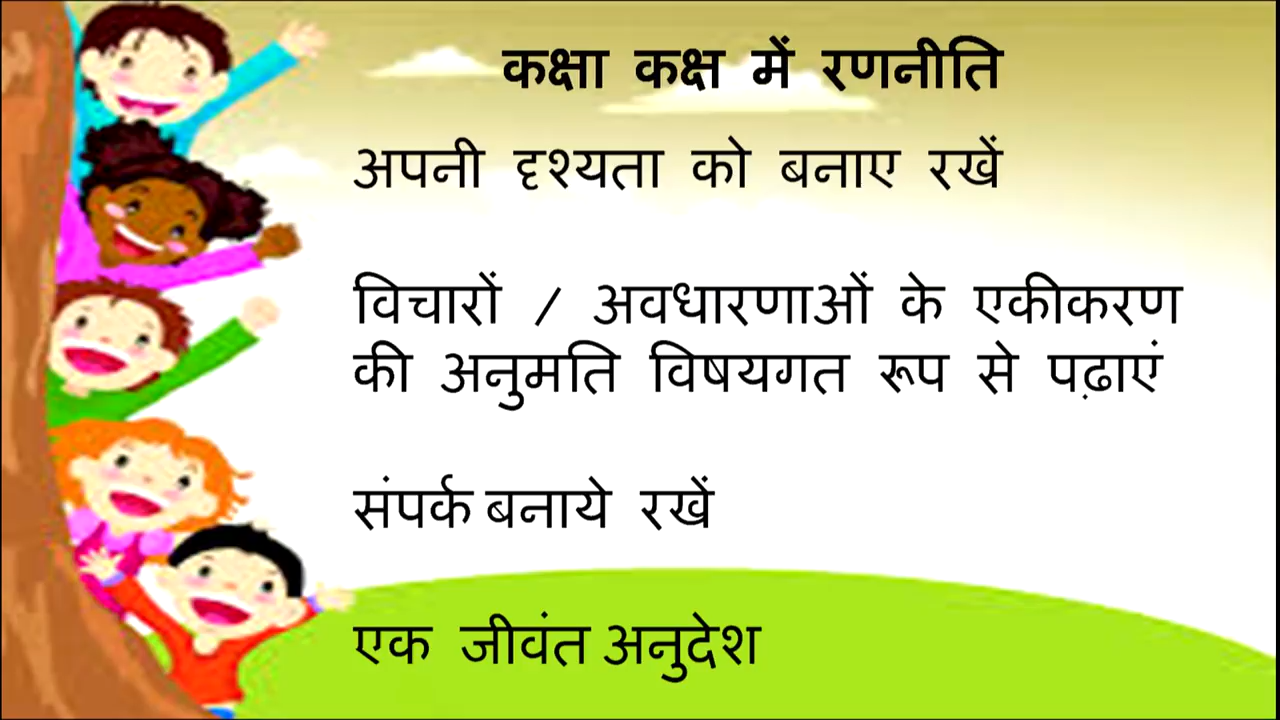 कक्षा कक्ष में रणनीति
अपनी दृश्यता को बनाए रखें
विचारों / अवधारणाओं के एकीकरण
की अनुमति विषयगत रूप से पढ़ाएं
संपर्क बनाये रखें
एक जीवंत अनुदेश